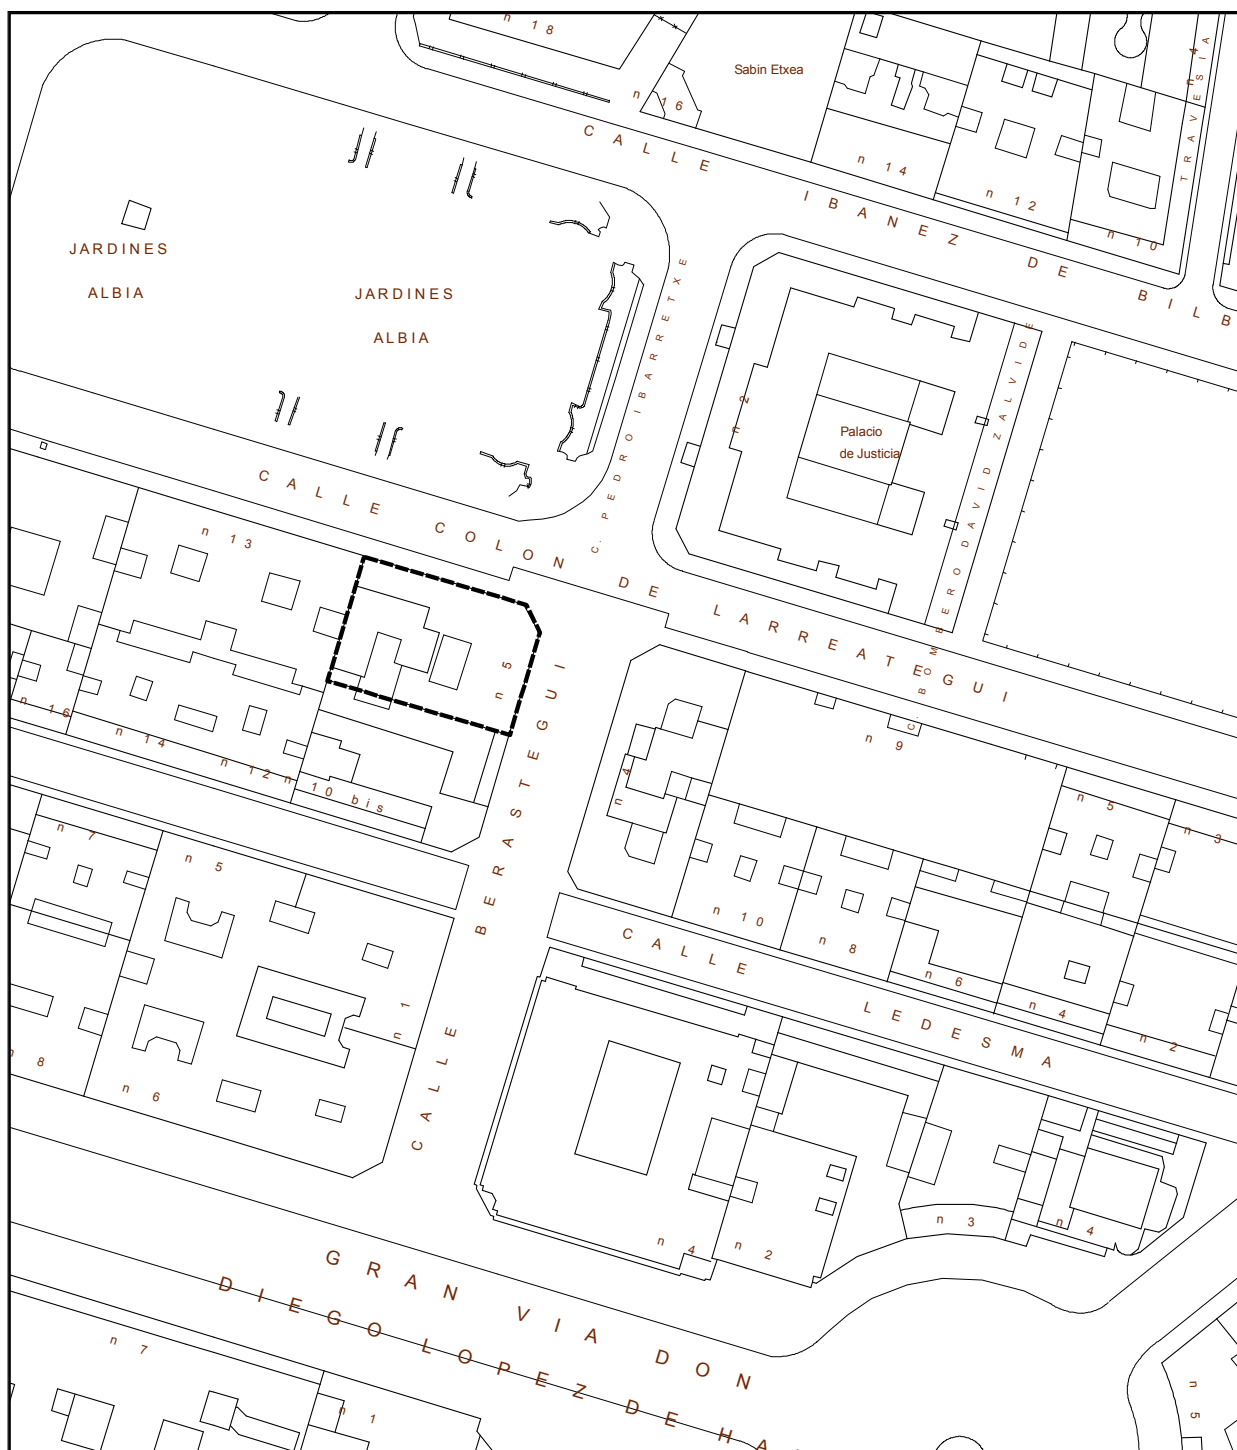 n 18
Sabin Etxea
n 16
n 4
TRAVESIA
CALLE IBANEZ DE BILB
n 14
n 12
n 10
JARDINES
ALBIA
JARDINES
ALBIA
C. PEDRO IBARRETXE
n 2
Palacio
de Justicia
C. BOMBERO DAVID ZALVIDE
CALLE COLON DE LARREATEGUI
n 13
n 5
n 16
n 14
n 12
n 10 bis
CALLE BERASTEGUI
n 4
n 9
n 5
n 3
n 7
n 5
n 10
n 8
n 6
n 4
n 2
CALLE LEDESMA
n 1
n 8
n 6
n 4
n 2
n 3
n 4
GRAN VIA DON
DIEGO LOPEZ DE HA
n 7
n 1
n 5